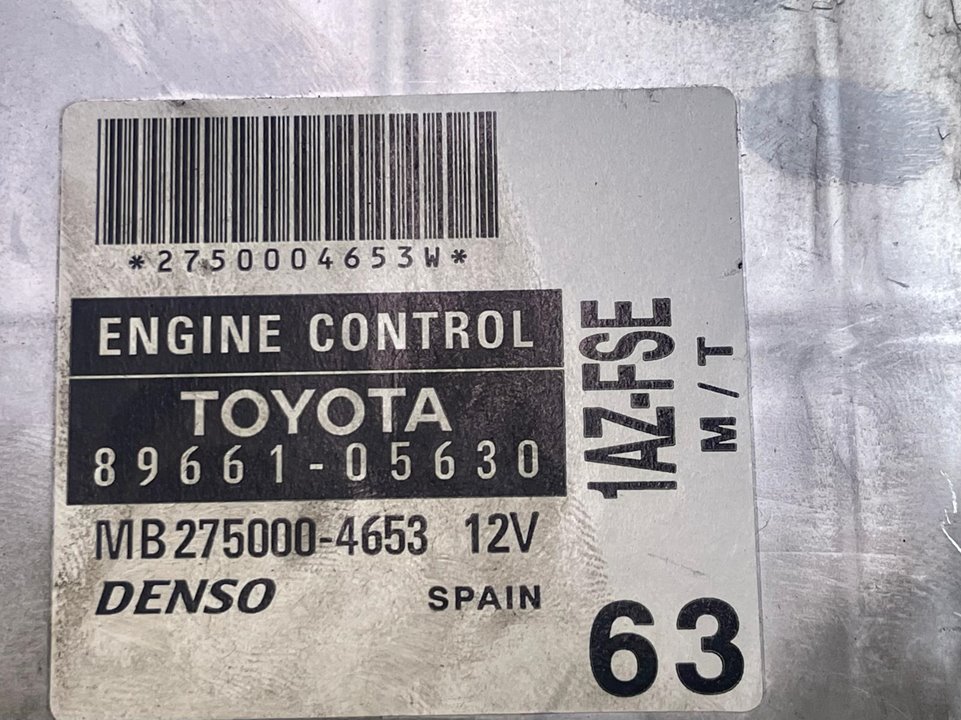 *2750004653W*
ENGINE CONTROL
TOYOTA
89661-05630
MB275000-4653 12V
DENSO SPAIN
1AZ-FSE
M/T
63